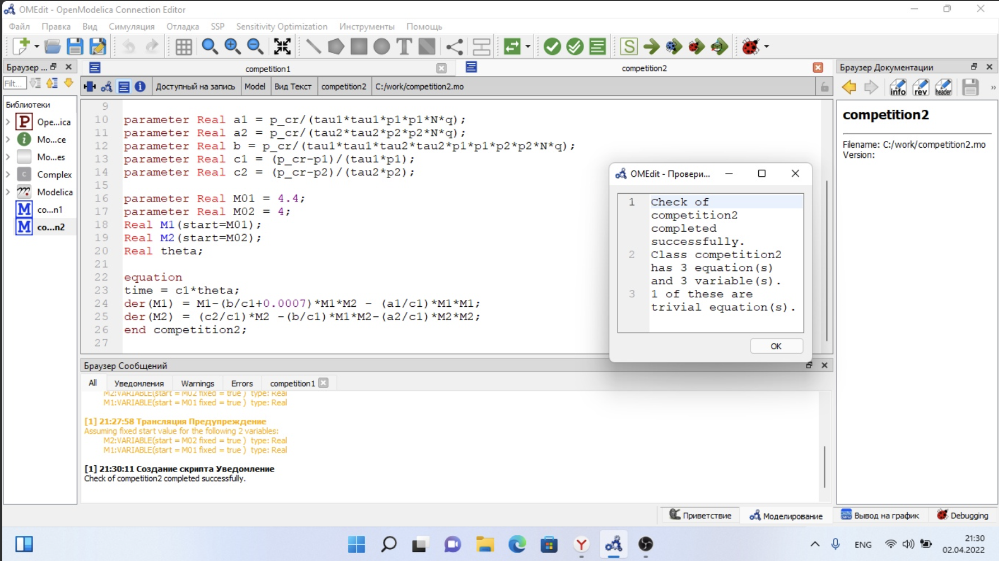 OMEdit - OpenModelica Connection Editor
Файл Правка Вид Симуляция Отладка SSP Sensitivity Optimization Инструменты Помощь
T S
Браузер ...
competition1
competition2
Браузер Документации
Filt...
i Доступный на запись Model Вид Текст competition2 C:/work/competition2.mo
info rev header »
Библиотеки
P Ope...ica
i Mo...ce
Mo...es
C Complex
m Modelica
M co...n1
M co...n2
9
10 parameter Real a1 = p_cr/(tau1*tau1*p1*p1*N*q);
11 parameter Real a2 = p_cr/(tau2*tau2*p2*p2*N*q);
12 parameter Real b = p_cr/(tau1*tau1*tau2*tau2*p1*p1*p2*p2*N*q);
13 parameter Real c1 = (p_cr-p1)/(tau1*p1);
14 parameter Real c2 = (p_cr-p2)/(tau2*p2);
15
16 parameter Real M01 = 4.4;
17 parameter Real M02 = 4;
18 Real M1(start=M01);
19 Real M2(start=M02);
20 Real theta;
21
22 equation
23 time = c1*theta;
24 der(M1) = M1-(b/c1+0.0007)*M1*M2 - (a1/c1)*M1*M1;
25 der(M2) = (c2/c1)*M2 -(b/c1)*M1*M2-(a2/c1)*M2*M2;
26 end competition2;
27
OMEdit - Провери...
1 Check of
competition2
completed
successfully.
2 Class competition2
has 3 equation(s)
and 3 variable(s).
3 1 of these are
trivial equation(s).
OK
competition2
Filename: C:/work/competition2.mo
Version:
Браузер Сообщений
All Уведомления Warnings Errors competition1
M2:VARIABLE(start = M02 fixed = true ) type: Real
M1:VARIABLE(start = M01 fixed = true ) type: Real
[1] 21:27:58 Трансляция Предупреждение
Assuming fixed start value for the following 2 variables:
M2:VARIABLE(start = M02 fixed = true ) type: Real
M1:VARIABLE(start = M01 fixed = true ) type: Real
[1] 21:30:11 Создание скрипта Уведомление
Check of competition2 completed successfully.
Приветствие Моделирование Вывод на график Debugging
ENG
21:30
02.04.2022